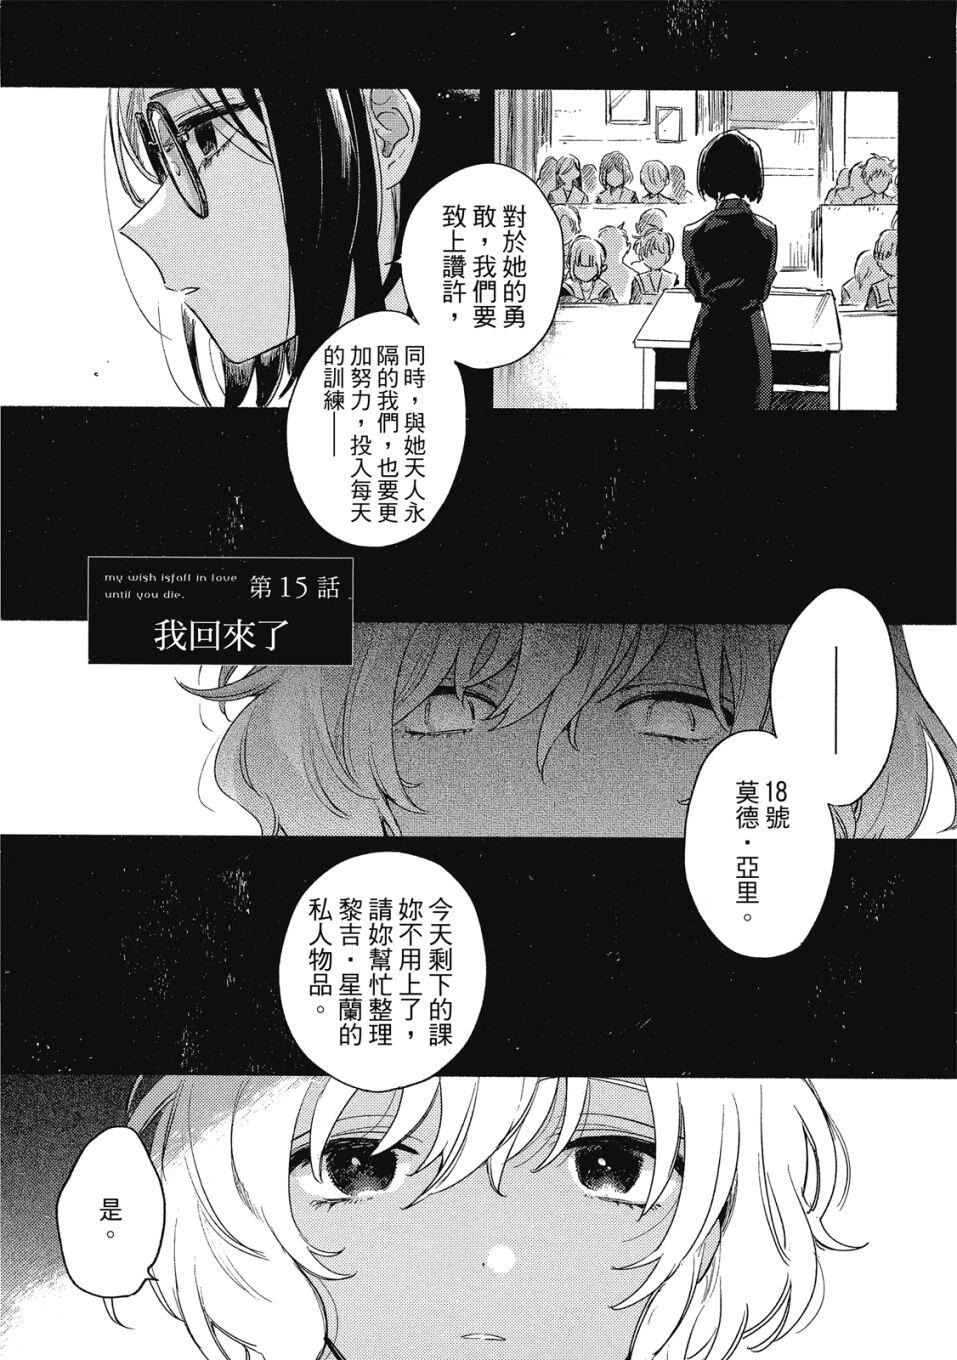 對於她的勇
敢，我們要
致上讚許，
同時，與她天人永
隔的我們，也要更
加努力，投入每天
的訓練——
my wish is fall in love
until you die.
第15話
我回來了
——
18號
莫德·亞里。
今天剩下的課
妳不用上了，
請妳幫忙整理
黎吉·星蘭的
私人物品。
是。